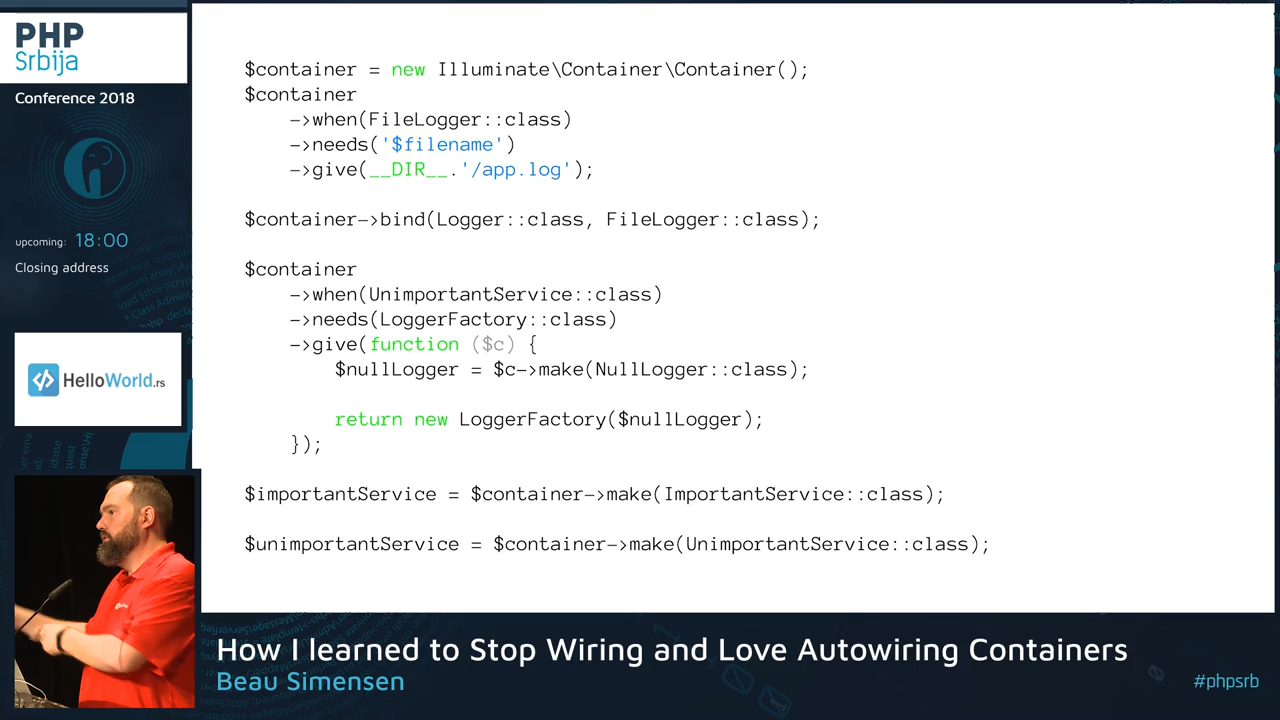 PHP
Srbija
Conference 2018
upcoming: 18:00
Closing address
HelloWorld.rs
$container = new Illuminate\Container\Container();
$container
->when(FileLogger::class)
->needs('$filename')
->give(__DIR__.'/app.log');
$container->bind(Logger::class, FileLogger::class);
$container
->when(UnimportantService::class)
->needs(LoggerFactory::class)
->give(function ($c) {
$nullLogger = $c->make(NullLogger::class);
return new LoggerFactory($nullLogger);
});
$importantService = $container->make(ImportantService::class);
$unimportantService = $container->make(UnimportantService::class);
How I learned to Stop Wiring and Love Autowiring Containers
Beau Simensen
#phpsrb